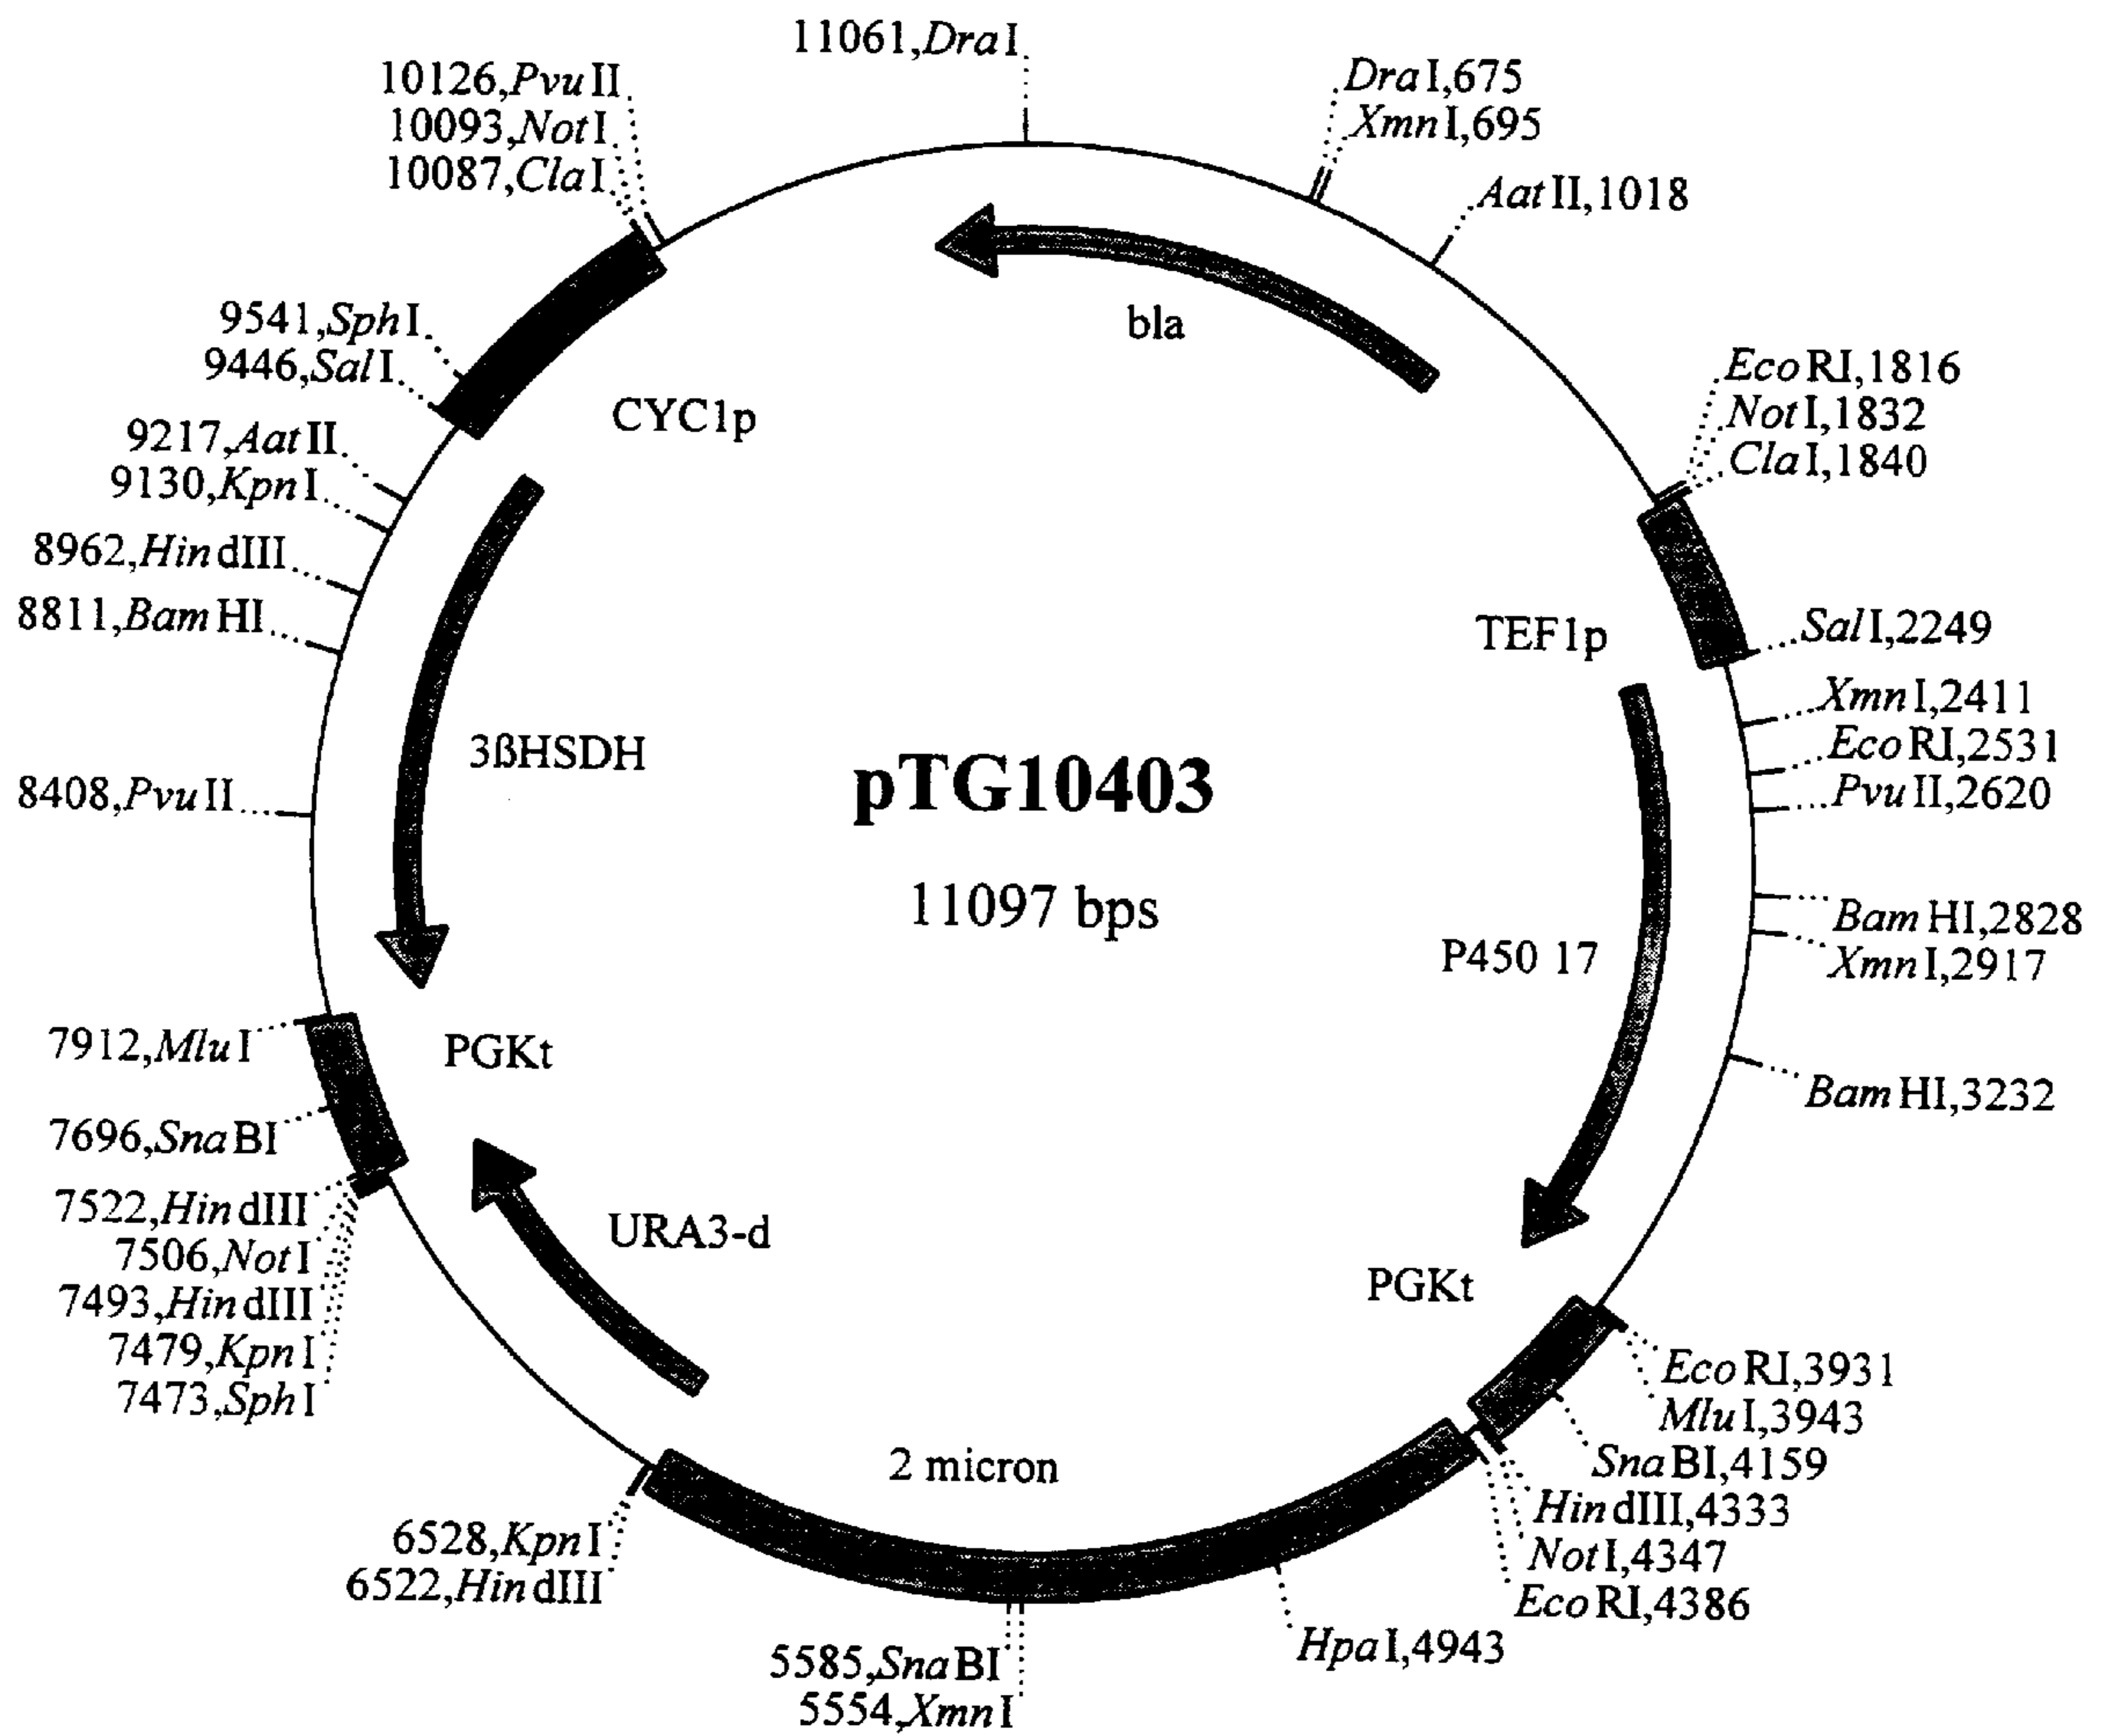 11061,DraI
10126,PvuII
10093,NotI
10087,ClaI
DraI,675
XmnI,695
AatII,1018
bla
9541,SphI
9446,SalI
CYC1p
9217,AatII
9130,KpnI
8962,HindIII
8811,BamHI
EcoRI,1816
NotI,1832
ClaI,1840
TEF1p
SalI,2249
XmnI,2411
EcoRI,2531
PvuII,2620
3ßHSDH
pTG10403
11097 bps
8408,PvuII
BamHI,2828
XmnI,2917
P450 17
BamHI,3232
7912,MluI
PGKt
7696,SnaBI
7522,HindIII
7506,NotI
7493,HindIII
7479,KpnI
7473,SphI
URA3-d
PGKt
EcoRI,3931
MluI,3943
SnaBI,4159
HindIII,4333
NotI,4347
EcoRI,4386
2 micron
6528,KpnI
6522,HindIII
HpaI,4943
5585,SnaBI
5554,XmnI